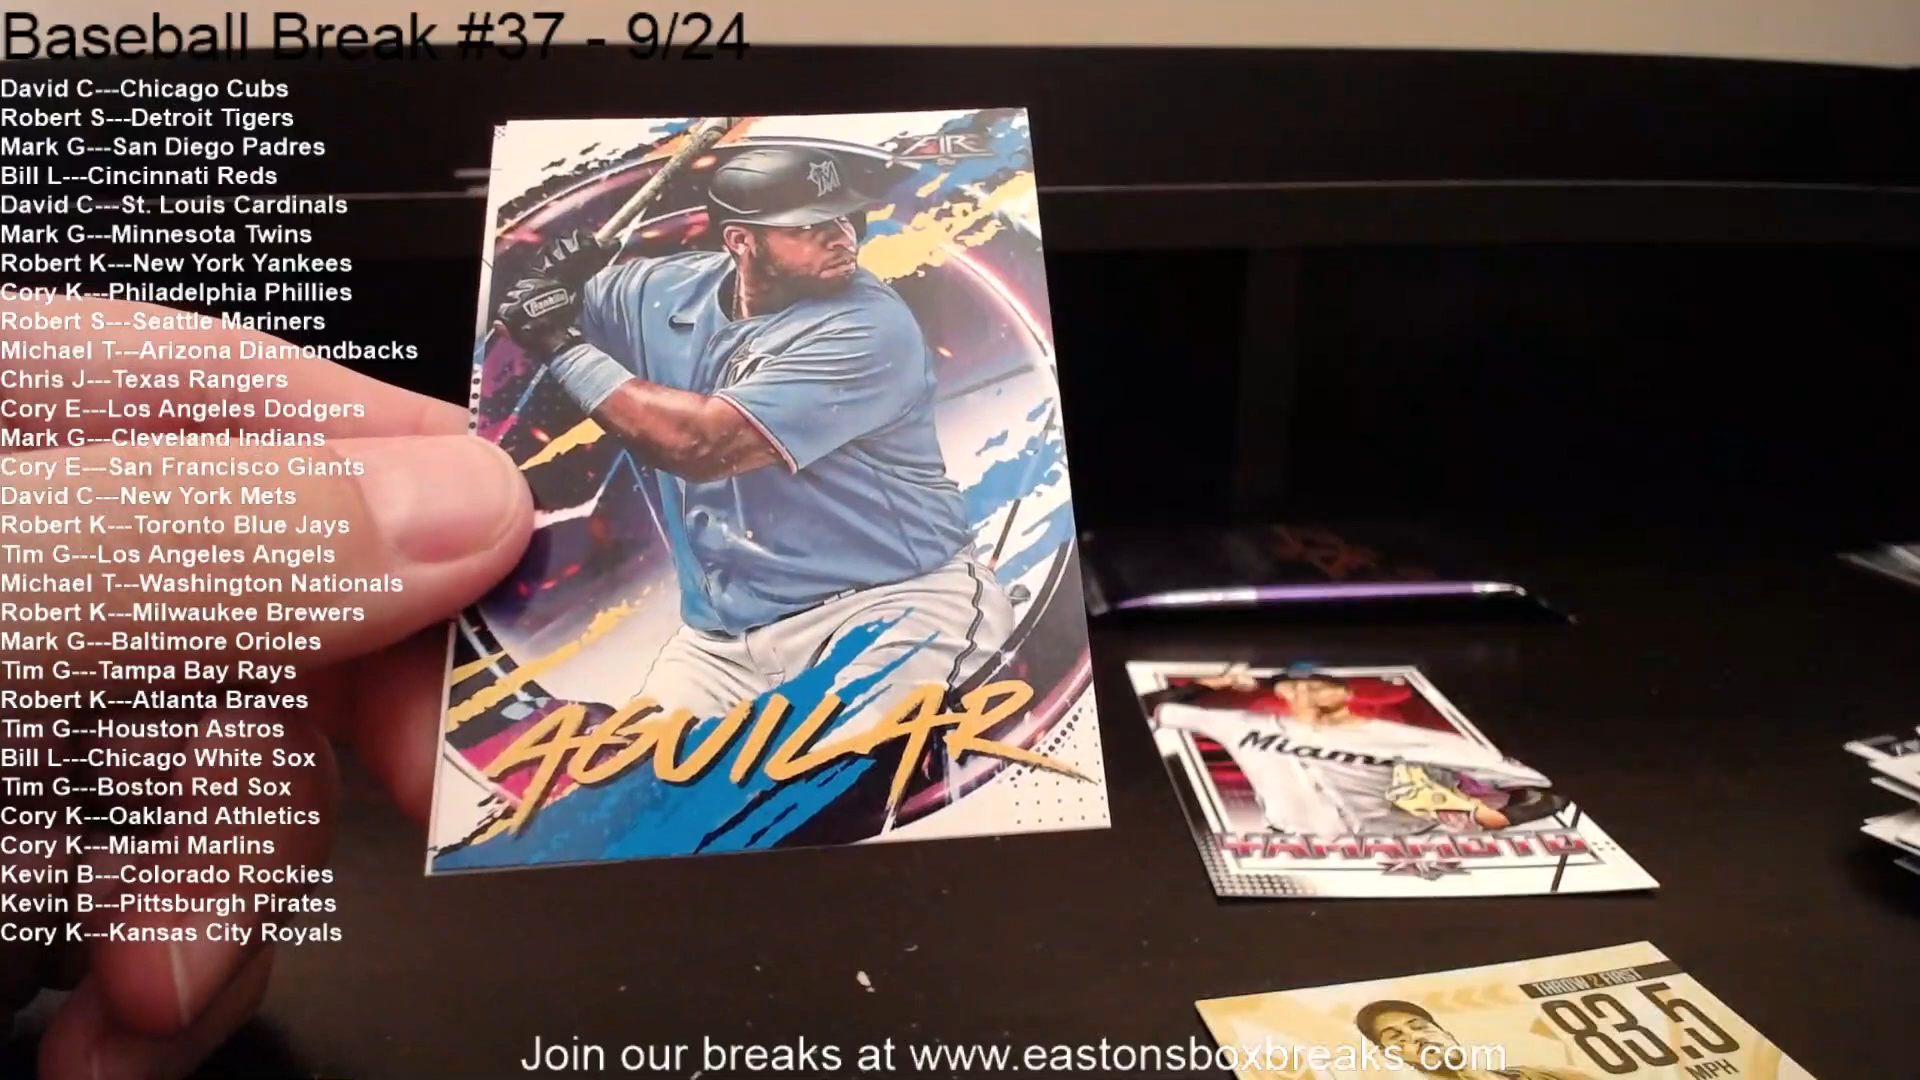 Baseball Break #37 - 9/24
David C---Chicago Cubs
Robert S---Detroit Tigers
Mark G---San Diego Padres
Bill L---Cincinnati Reds
David C---St. Louis Cardinals
Mark G---Minnesota Twins
Robert K---New York Yankees
Cory K---Philadelphia Phillies
Robert S---Seattle Mariners
Michael T---Arizona Diamondbacks
Chris J---Texas Rangers
Cory E---Los Angeles Dodgers
Mark G---Cleveland Indians
Cory E---San Francisco Giants
David C---New York Mets
Robert K---Toronto Blue Jays
Tim G---Los Angeles Angels
Michael T---Washington Nationals
Robert K---Milwaukee Brewers
Mark G---Baltimore Orioles
Tim G---Tampa Bay Rays
Robert K---Atlanta Braves
Tim G---Houston Astros
Bill L---Chicago White Sox
Tim G---Boston Red Sox
Cory K---Oakland Athletics
Cory K---Miami Marlins
Kevin B---Colorado Rockies
Kevin B---Pittsburgh Pirates
Cory K---Kansas City Royals
FIRE
M
Franklin
AGUILAR
Miami
YAMAMOTO
THROW 2 FIRST
83.5
MPH
Join our breaks at www.eastonsboxbreaks.com